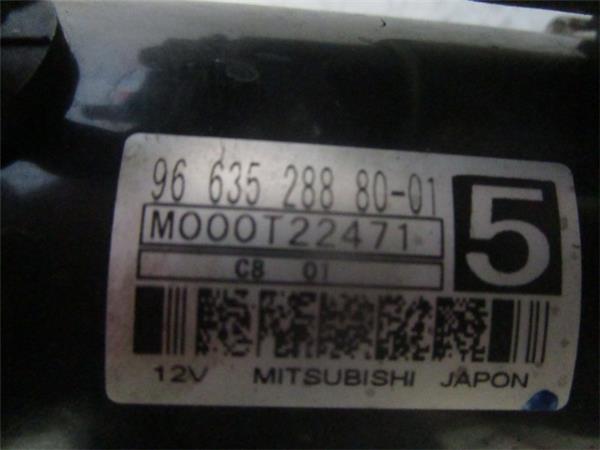 96 635 288 80-01
M000T22471
C8 01
5
12V MITSUBISHI JAPON